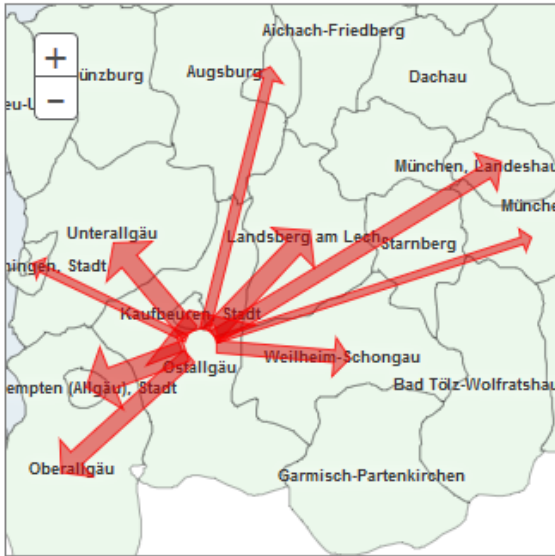 Aichach-Friedberg
+
ünzburg
Augsburg
Dachau
−
eu-U
München, Landeshau
Münche
Unterallgäu
Landsberg am Lech
Starnberg
ningen, Stadt
Kaufbeuren, Stadt
Weilheim-Schongau
Ostallgäu
empten (Allgäu), Stadt
Bad Tölz-Wolfratshau
Oberallgäu
Garmisch-Partenkirchen